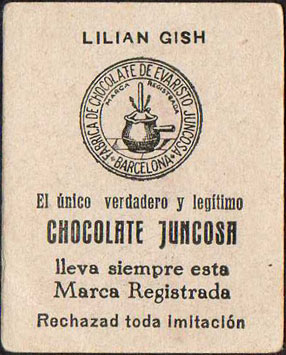 LILIAN GISH
FABRICA DE CHOCOLATE DE EVARISTO JUNCOSA
MARCA REGISTRADA
BARCELONA
El único verdadero y legítimo
CHOCOLATE JUNCOSA
lleva siempre esta
Marca Registrada
Rechazad toda imitación